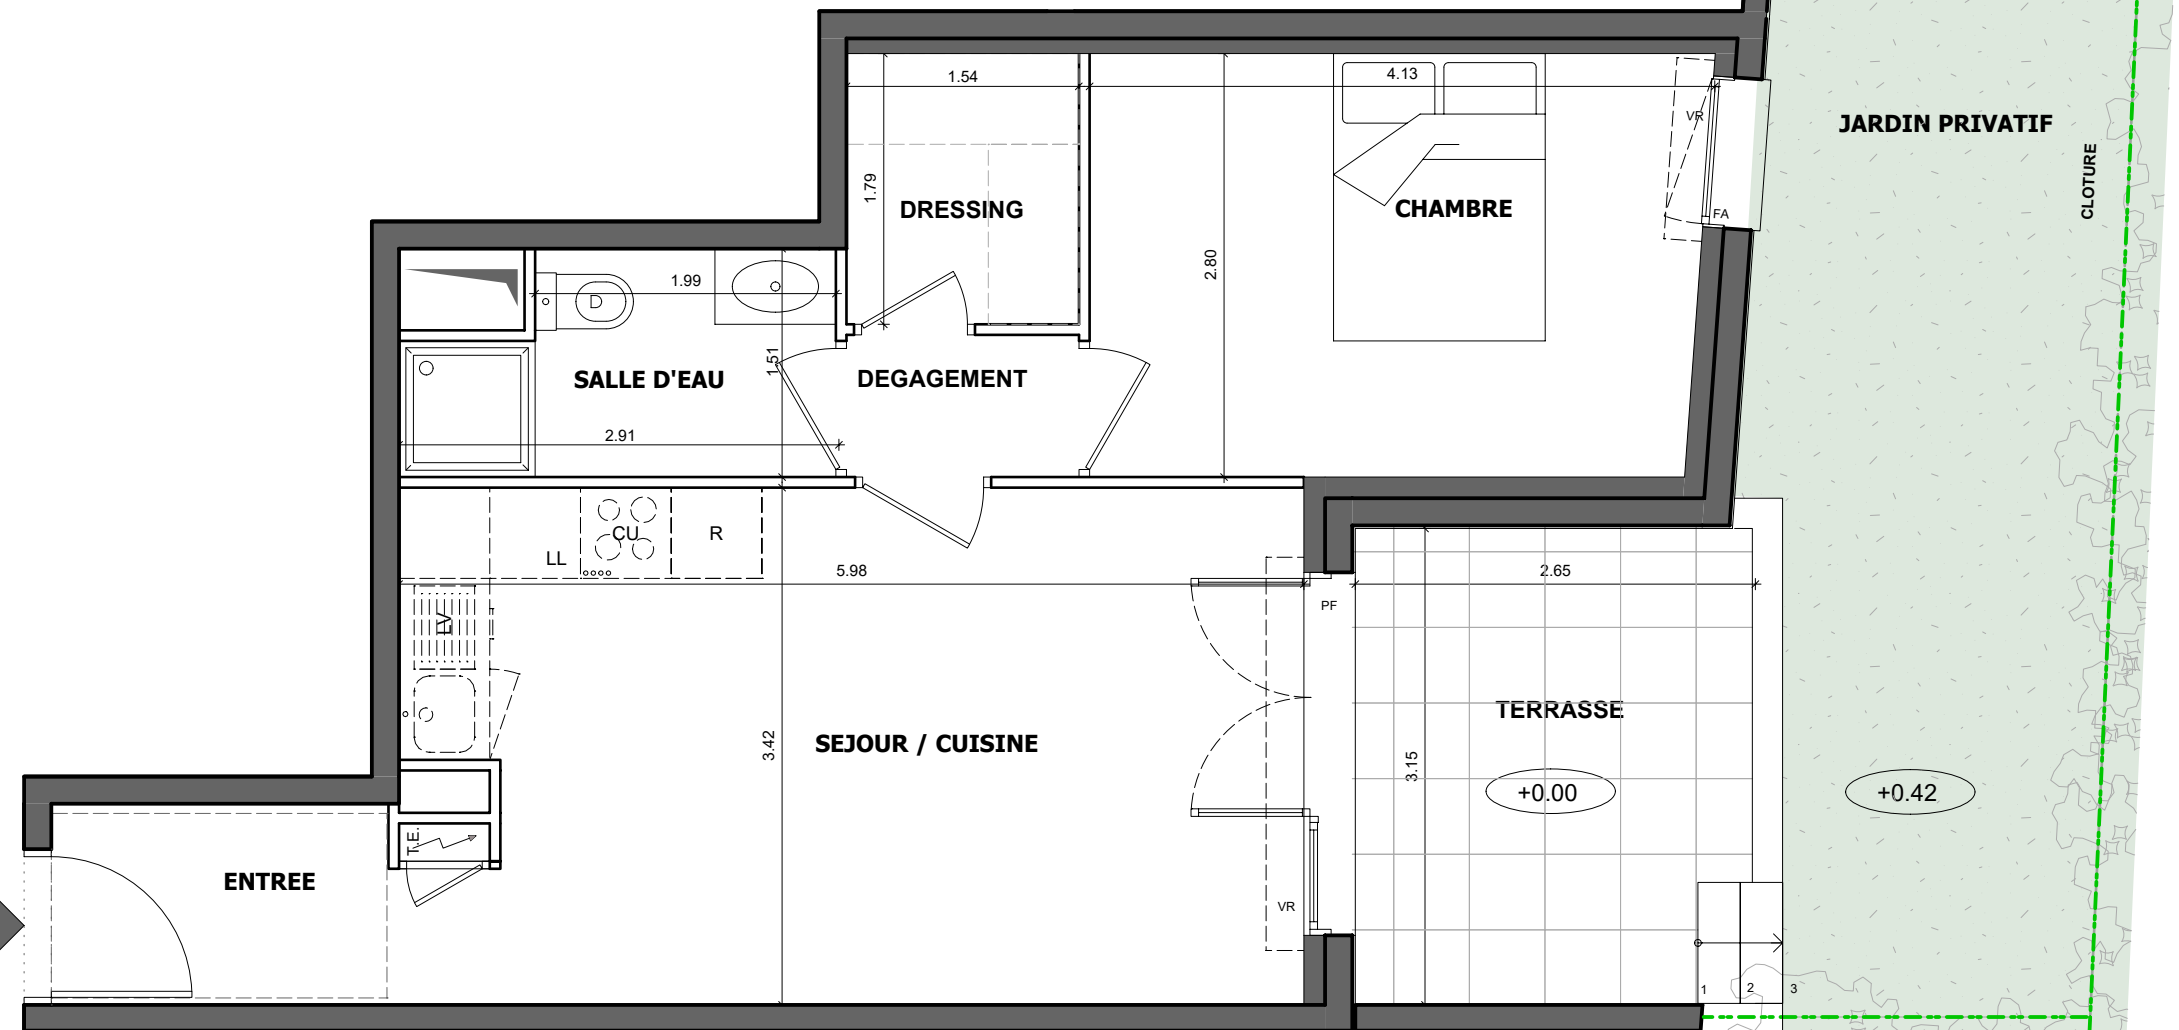 1.54
4.13
VR
JARDIN PRIVATIF
CLOTURE
1.79
DRESSING
CHAMBRE
FA
2.80
1.99
D
1.51
SALLE D'EAU
DEGAGEMENT
2.91
CU
R
LL
5.98
2.65
PF
LV
TERRASSE
3.42
SEJOUR / CUISINE
3.15
+0.00
+0.42
T.E.
ENTREE
VR
1
2
3